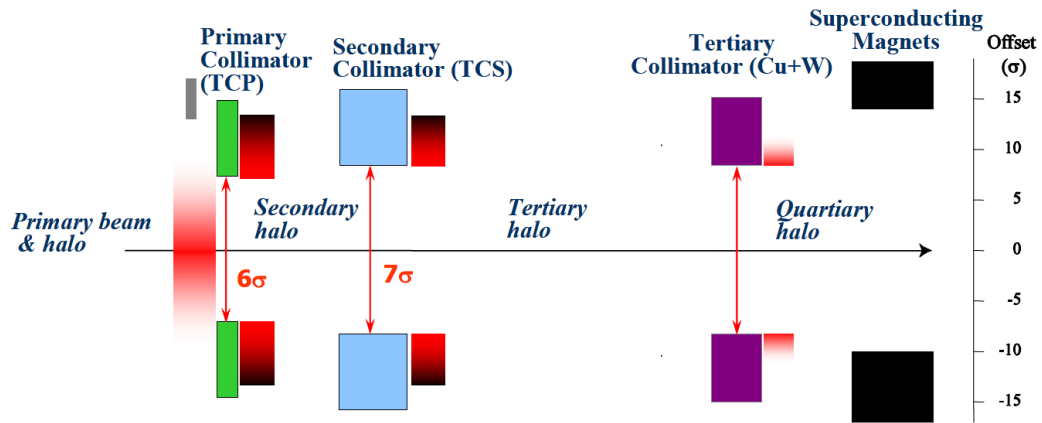 Primary
Collimator
(TCP)
Secondary
Collimator (TCS)
Tertiary
Collimator (Cu+W)
Superconducting
Magnets
Offset
(σ)
15
10
5
0
-5
-10
-15
Primary beam
& halo
Secondary
halo
Tertiary
halo
Quartiary
halo
6σ
7σ